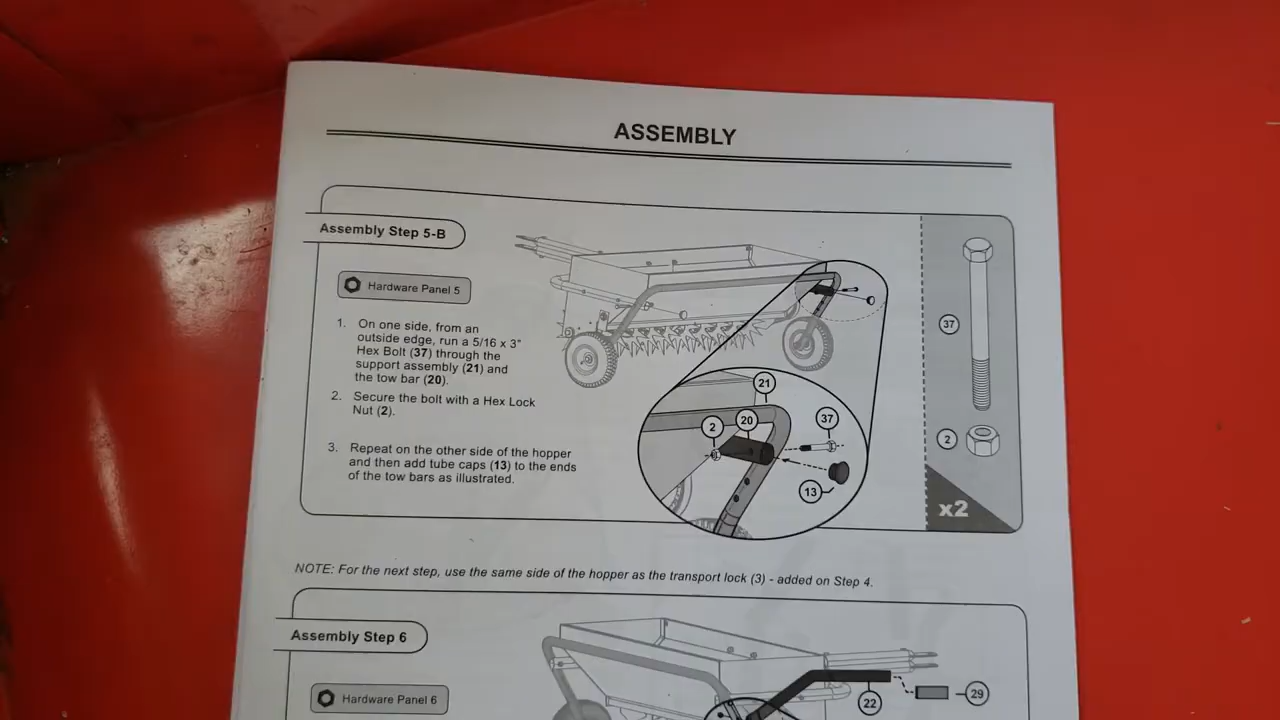 ASSEMBLY
Assembly Step 5-B
Hardware Panel 5
1. On one side, from an
outside edge, run a 5/16 x 3"
Hex Bolt (37) through the
support assembly (21) and
the tow bar (20).
2. Secure the bolt with a Hex Lock
Nut (2).
3. Repeat on the other side of the hopper
and then add tube caps (13) to the ends
of the tow bars as illustrated.
21
2
20
37
13
37
2
x2
NOTE: For the next step, use the same side of the hopper as the transport lock (3) - added on Step 4.
Assembly Step 6
Hardware Panel 6
22
29